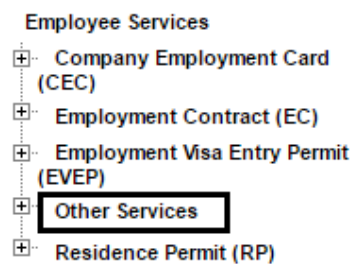 Employee Services
Company Employment Card
(CEC)
Employment Contract (EC)
Employment Visa Entry Permit
(EVEP)
Other Services
Residence Permit (RP)